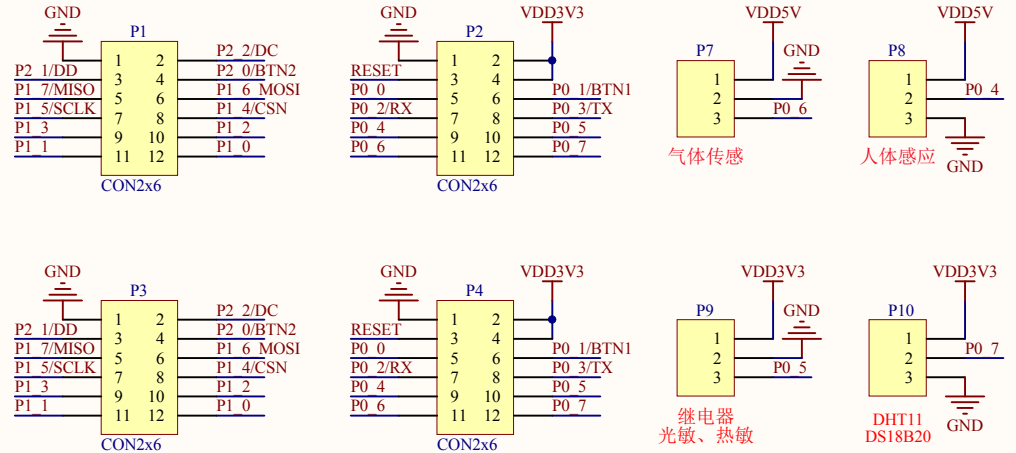 GND
P1
P2_2/DC
1 2
P2_1/DD 3 4 P2_0/BTN2
P1_7/MISO 5 6 P1_6_MOSI
P1_5/SCLK 7 8 P1_4/CSN
P1_3 9 10 P1_2
P1_1 11 12 P1_0
CON2x6
GND
VDD3V3
P2
1 2
RESET 3 4
P0_0 5 6 P0_1/BTN1
P0_2/RX 7 8 P0_3/TX
P0_4 9 10 P0_5
P0_6 11 12 P0_7
CON2x6
VDD5V
P7
GND
1
2
3 P0_6
气体传感
VDD5V
P8
1
2 P0_4
3
GND
人体感应
GND
P3
P2_2/DC
1 2
P2_1/DD 3 4 P2_0/BTN2
P1_7/MISO 5 6 P1_6_MOSI
P1_5/SCLK 7 8 P1_4/CSN
P1_3 9 10 P1_2
P1_1 11 12 P1_0
CON2x6
GND
VDD3V3
P4
1 2
RESET 3 4
P0_0 5 6 P0_1/BTN1
P0_2/RX 7 8 P0_3/TX
P0_4 9 10 P0_5
P0_6 11 12 P0_7
CON2x6
VDD3V3
P9
GND
1
2
3 P0_5
继电器
光敏、热敏
VDD3V3
P10
1
2 P0_7
3
GND
DHT11
DS18B20